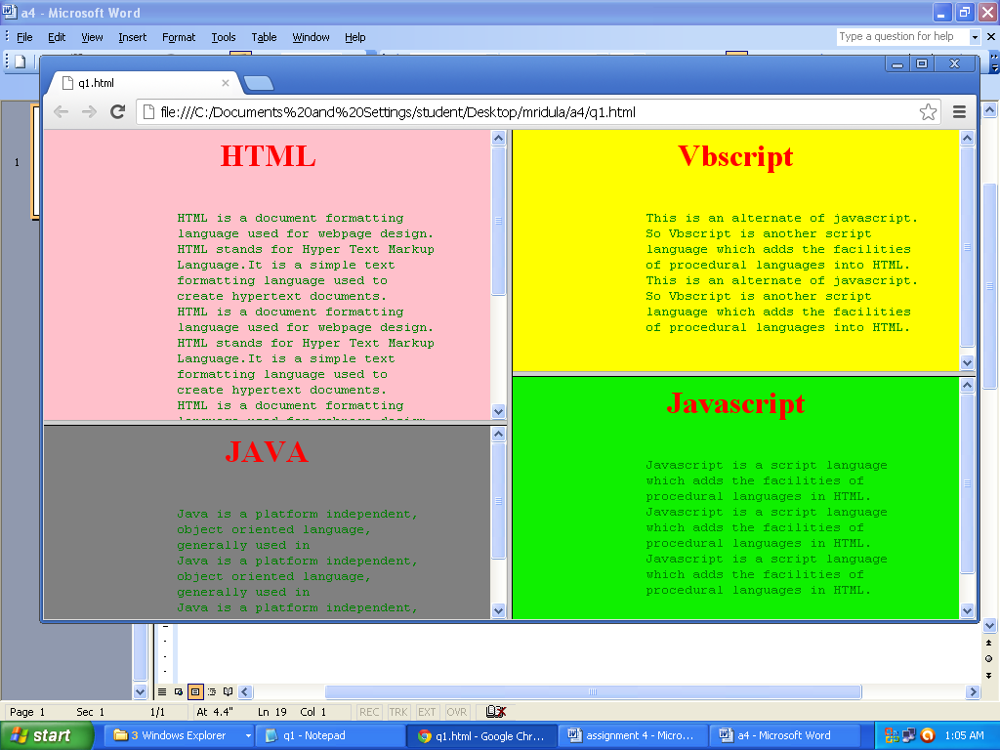 a4 - Microsoft Word
File Edit View Insert Format Tools Table Window Help
Type a question for help
q1.html
file:///C:/Documents%20and%20Settings/student/Desktop/mridula/a4/q1.html
1
HTML
HTML is a document formatting
language used for webpage design.
HTML stands for Hyper Text Markup
Language.It is a simple text
formatting language used to
create hypertext documents.
HTML is a document formatting
language used for webpage design.
HTML stands for Hyper Text Markup
Language.It is a simple text
formatting language used to
create hypertext documents.
HTML is a document formatting
language used for webpage design.
Vbscript
This is an alternate of javascript.
So Vbscript is another script
language which adds the facilities
of procedural languages into HTML.
This is an alternate of javascript.
So Vbscript is another script
language which adds the facilities
of procedural languages into HTML.
JAVA
Java is a platform independent,
object oriented language,
generally used in
Java is a platform independent,
object oriented language,
generally used in
Java is a platform independent,
Javascript
Javascript is a script language
which adds the facilities of
procedural languages in HTML.
Javascript is a script language
which adds the facilities of
procedural languages in HTML.
Javascript is a script language
which adds the facilities of
procedural languages in HTML.
Page 1 Sec 1 1/1 At 4.4" Ln 19 Col 1 REC TRK EXT OVR
start 3 Windows Explorer q1 - Notepad q1.html - Google Chr... assignment 4 - Micro... a4 - Microsoft Word 1:05 AM